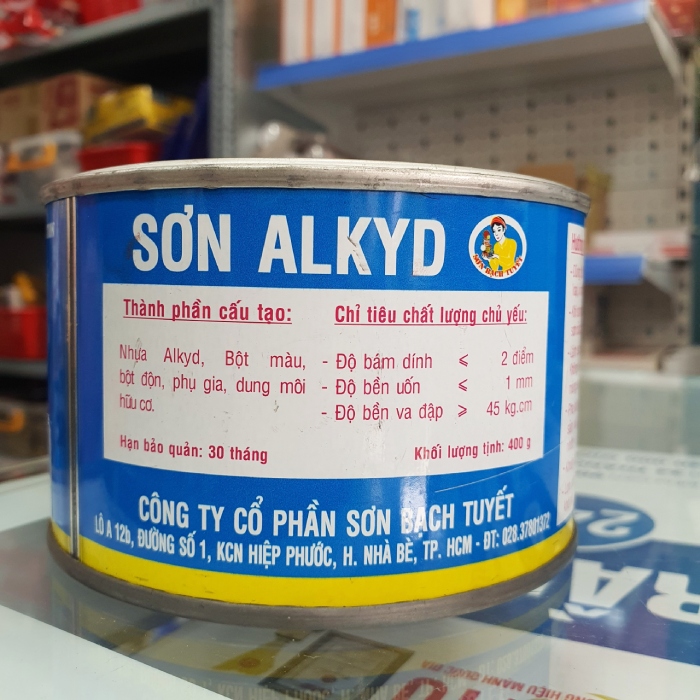 SƠN ALKYD
SƠN BẠCH TUYẾT
Thành phần cấu tạo:
Nhựa Alkyd, Bột màu,
bột độn, phụ gia, dung môi
hữu cơ.
Hạn bảo quản: 30 tháng
Chỉ tiêu chất lượng chủ yếu:
- Độ bám dính ≤ 2 điểm
- Độ bền uốn ≤ 1 mm
- Độ bền va đập ≥ 45 kg.cm
Khối lượng tịnh: 400 g
CÔNG TY CỔ PHẦN SƠN BẠCH TUYẾT
LÔ A 12b, ĐƯỜNG SỐ 1, KCN HIỆP PHƯỚC, H. NHÀ BÈ, TP. HCM - ĐT: 028.37801372